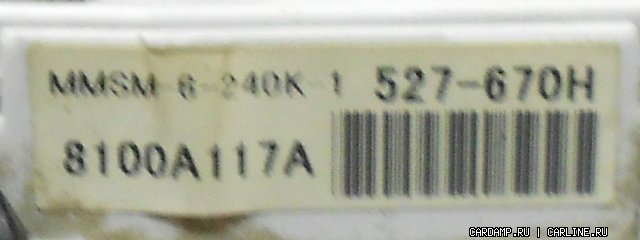 MMSM-6-240K-1 527-670H
8100A117A
CARDAMP.RU | CARLINE.RU